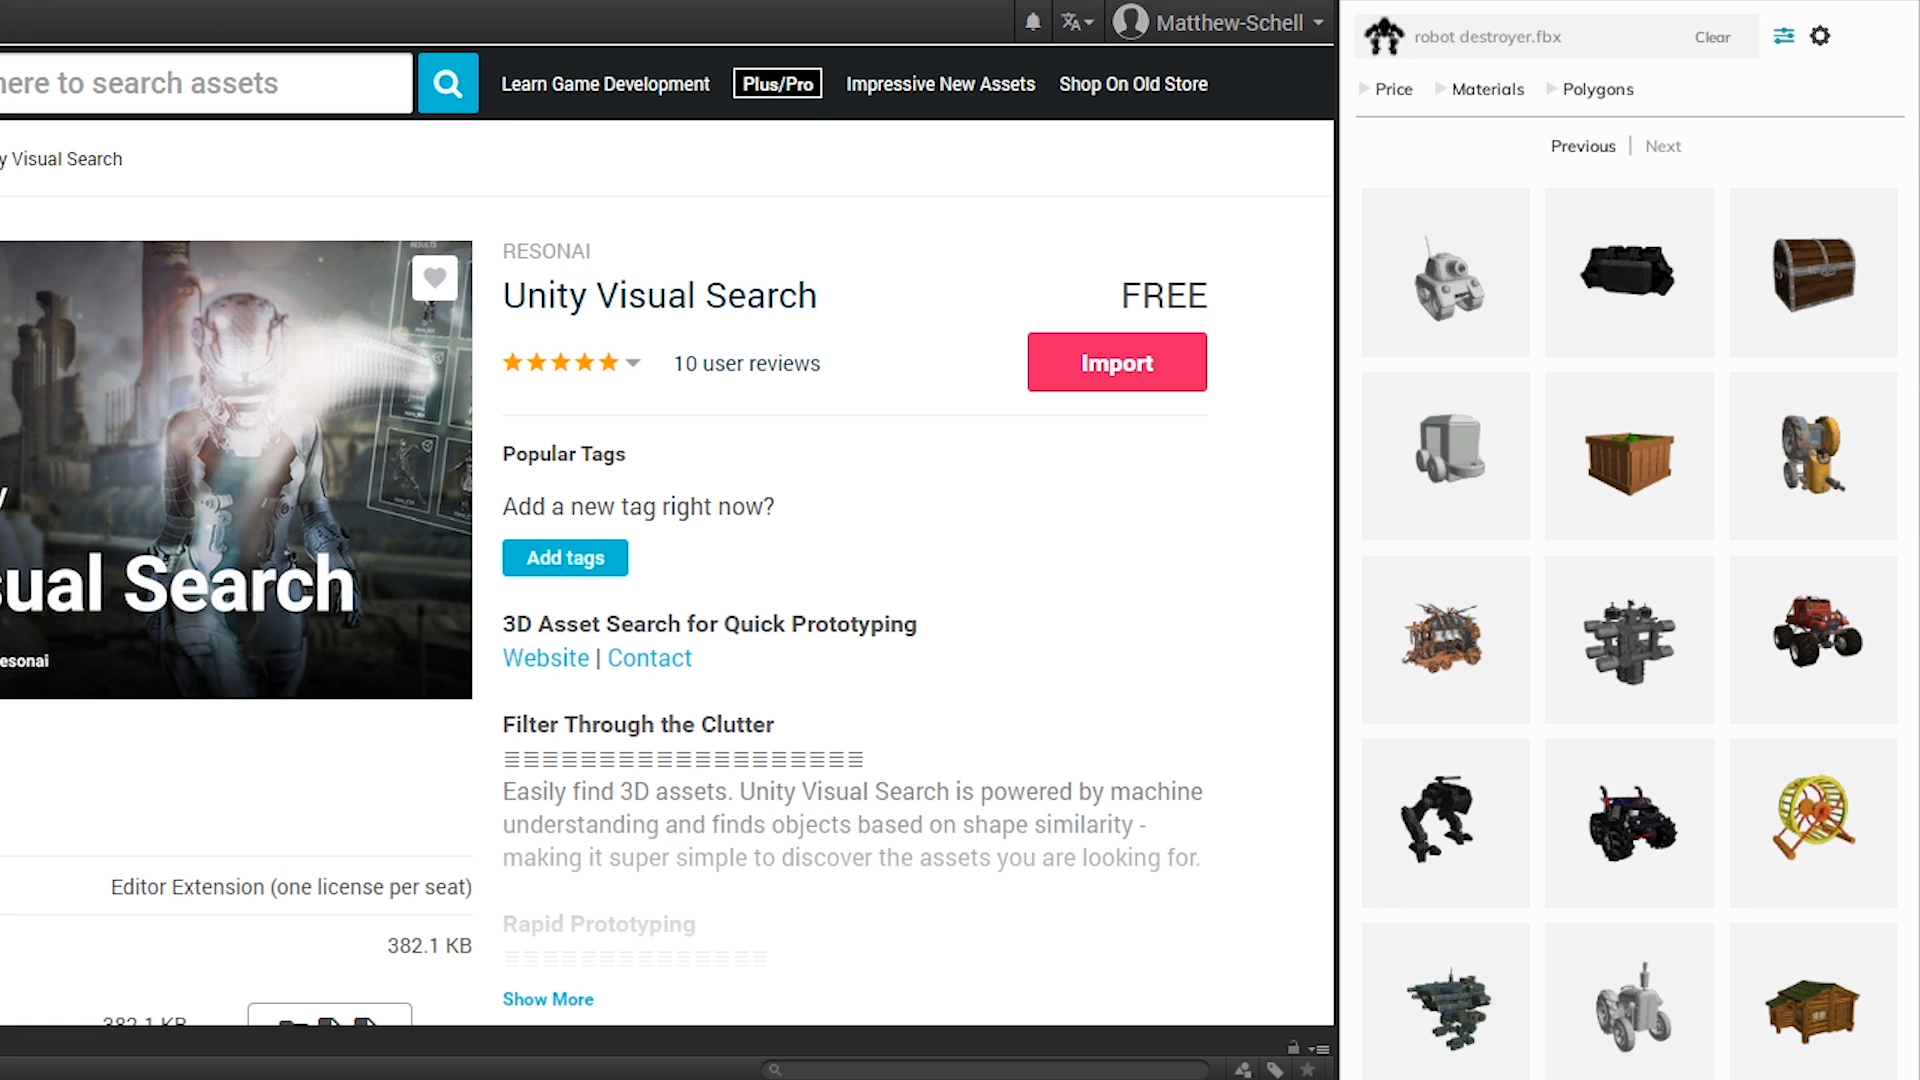 Matthew-Schell
here to search assets
Learn Game Development
Plus/Pro
Impressive New Assets
Shop On Old Store
y Visual Search
RESULTS
sual Search
esonai
RESONAI
Unity Visual Search
FREE
10 user reviews
Import
Popular Tags
Add a new tag right now?
Add tags
3D Asset Search for Quick Prototyping
Website | Contact
Filter Through the Clutter
Easily find 3D assets. Unity Visual Search is powered by machine
understanding and finds objects based on shape similarity -
making it super simple to discover the assets you are looking for.
Rapid Prototyping
Show More
Editor Extension (one license per seat)
382.1 KB
382.1 KB
robot destroyer.fbx
Clear
Price
Materials
Polygons
Previous | Next